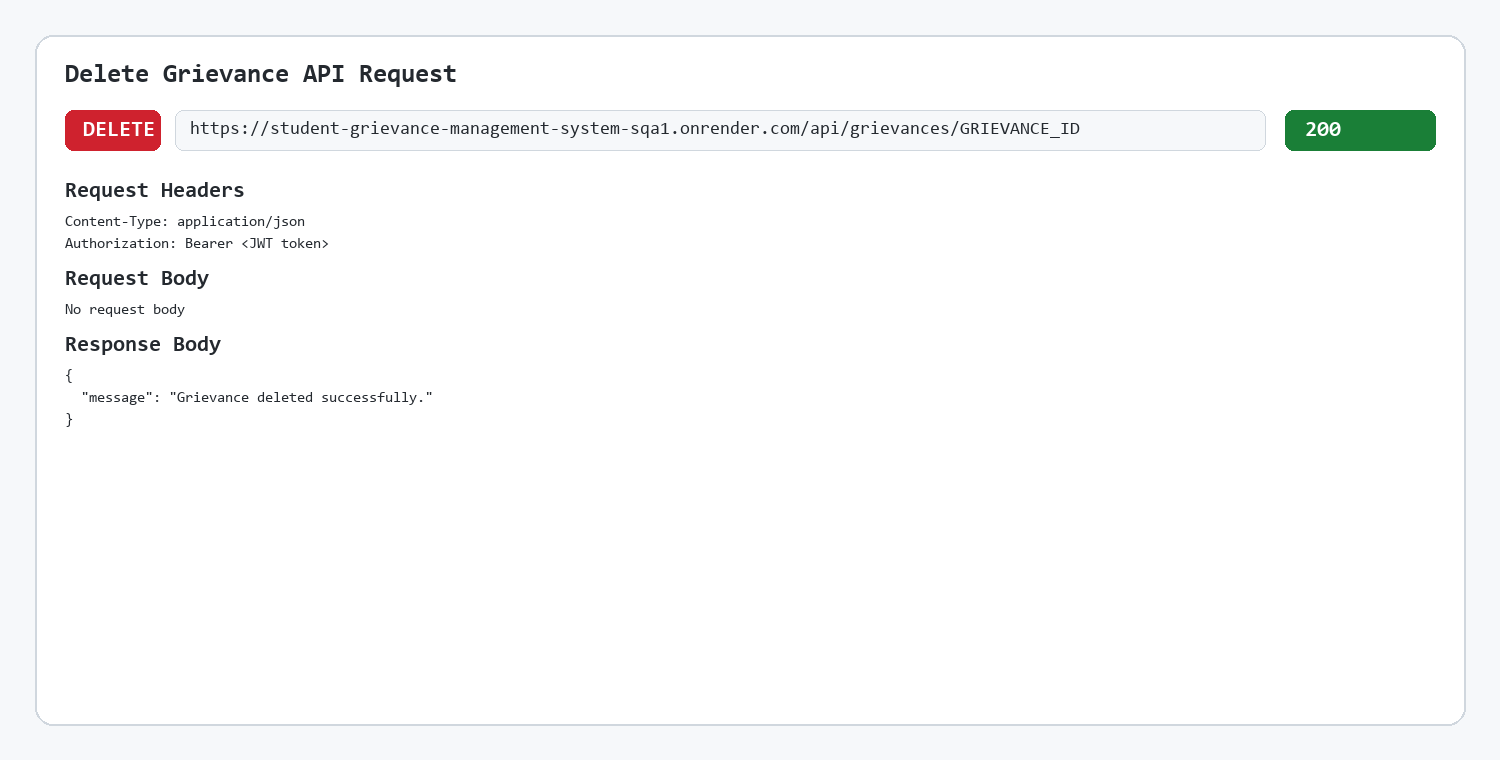 Delete Grievance API Request
DELETE https://student-grievance-management-system-sqa1.onrender.com/api/grievances/GRIEVANCE_ID 200
Request Headers
Content-Type: application/json
Authorization: Bearer <JWT token>
Request Body
No request body
Response Body
{
  "message": "Grievance deleted successfully."
}